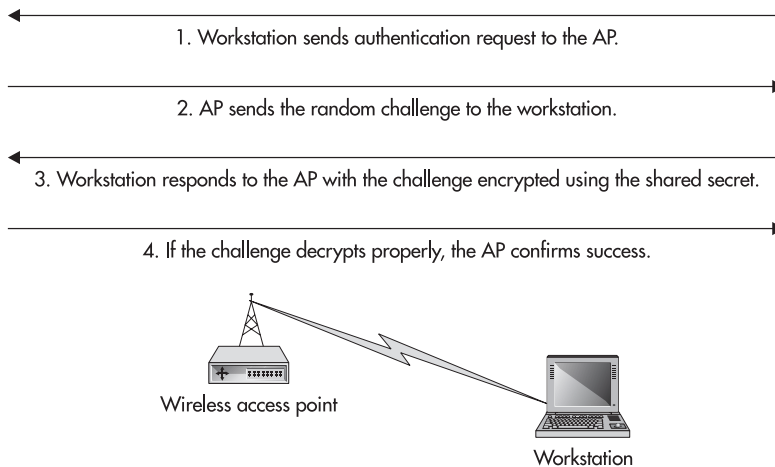 1. Workstation sends authentication request to the AP.
2. AP sends the random challenge to the workstation.
3. Workstation responds to the AP with the challenge encrypted using the shared secret.
4. If the challenge decrypts properly, the AP confirms success.
Wireless access point
Workstation